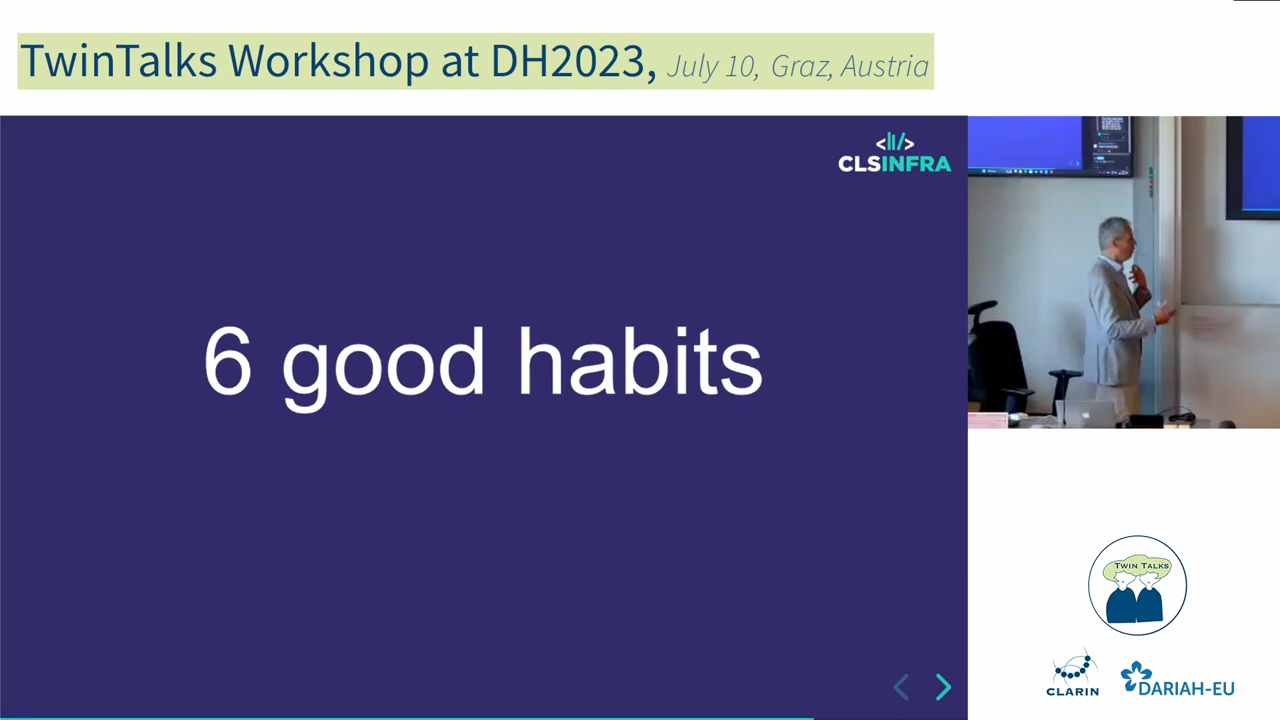 TwinTalks Workshop at DH2023, July 10, Graz, Austria
CLSINFRA
6 good habits
TWIN TALKS
CLARIN
DARIAH-EU